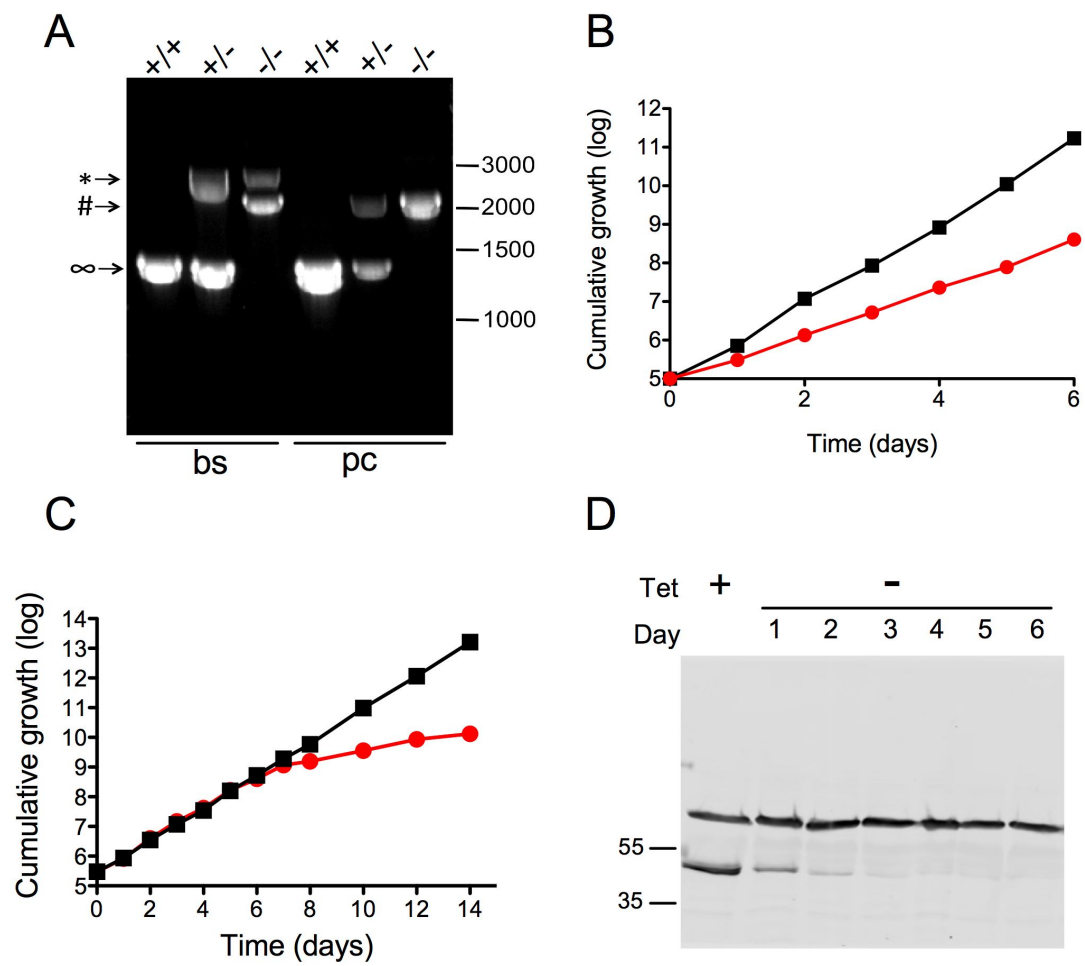 A
+/+ +/- -/- +/+ +/- -/-
*→
#→
∞→
3000
2000
1500
1000
bs pc
B
Cumulative growth (log)
12
11
10
9
8
7
6
5
0 2 4 6
Time (days)
C
Cumulative growth (log)
14
13
12
11
10
9
8
7
6
5
0 2 4 6 8 10 12 14
Time (days)
D
Tet + -
Day 1 2 3 4 5 6
55
35